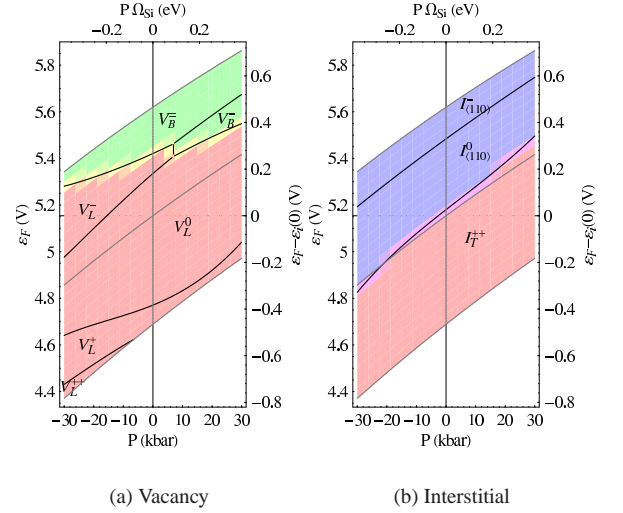 P Ω_Si (eV)
−0.2 0 0.2
5.8
5.6
5.4
5.2
5
4.8
4.6
4.4
ε_F (V)
0.6
0.4
0.2
0
−0.2
−0.4
−0.6
−0.8
ε_F−ε_i(0) (V)
V_B^=
V_B^-
V_L^-
V_L^0
V_L^+
V_L^++
−30 −20 −10 0 10 20 30
P (kbar)
(a) Vacancy
P Ω_Si (eV)
−0.2 0 0.2
5.8
5.6
5.4
5.2
5
4.8
4.6
4.4
ε_F (V)
0.6
0.4
0.2
0
−0.2
−0.4
−0.6
−0.8
ε_F−ε_i(0) (V)
I_⟨110⟩^-
I_⟨110⟩^0
I_T^++
−30 −20 −10 0 10 20 30
P (kbar)
(b) Interstitial